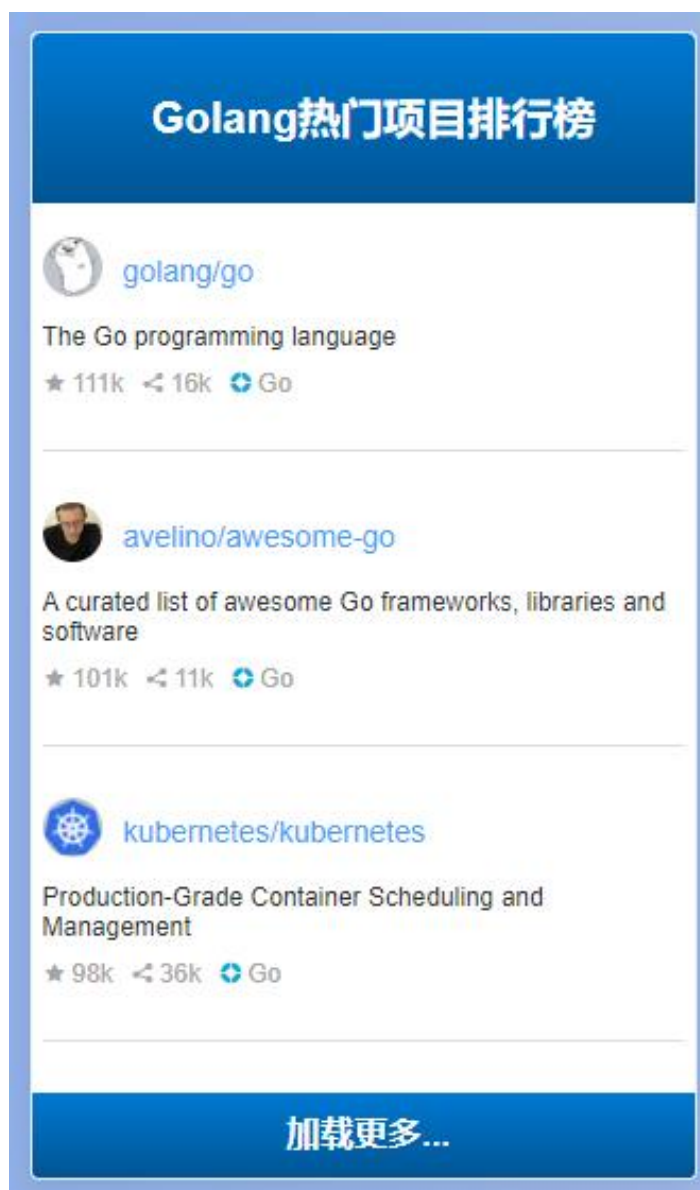 Golang热门项目排行榜
golang/go
The Go programming language
111k 16k Go
avelino/awesome-go
A curated list of awesome Go frameworks, libraries and
software
101k 11k Go
kubernetes/kubernetes
Production-Grade Container Scheduling and
Management
98k 36k Go
加载更多...